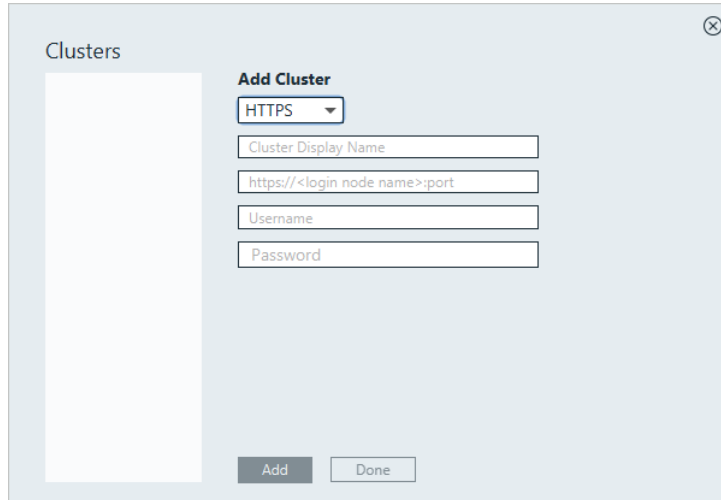 Clusters
Add Cluster
HTTPS
Cluster Display Name
https://<login node name>:port
Username
Password
Add
Done